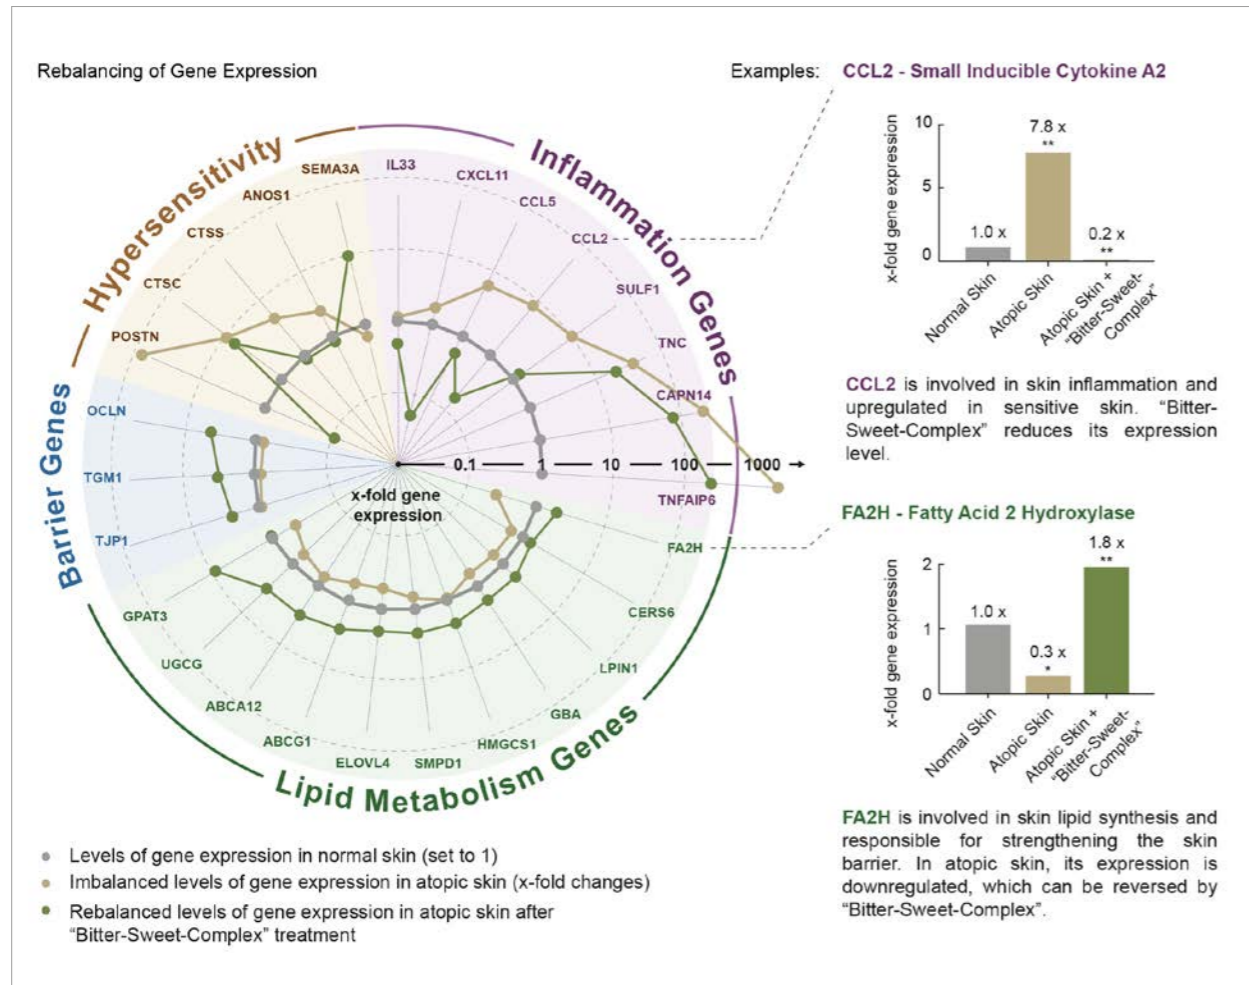 Rebalancing of Gene Expression
Hypersensitivity
SEMA3A
ANOS1
CTSS
CTSC
POSTN
Inflammation Genes
IL33
CXCL11
CCL5
CCL2
SULF1
TNC
CAPN14
TNFAIP6
Barrier Genes
OCLN
TGM1
TJP1
0.1
1
10
100
1000
x-fold gene
expression
Lipid Metabolism Genes
FA2H
CERS6
LPIN1
GBA
HMGCS1
SMPD1
ELOVL4
ABCG1
ABCA12
UGCG
GPAT3
Levels of gene expression in normal skin (set to 1)
Imbalanced levels of gene expression in atopic skin (x-fold changes)
Rebalanced levels of gene expression in atopic skin after
“Bitter-Sweet-Complex” treatment
Examples: CCL2 - Small Inducible Cytokine A2
x-fold gene expression
10
5
0
1.0 x
7.8 x
**
0.2 x
**
Normal Skin
Atopic Skin
Atopic Skin +
“Bitter-Sweet-
Complex”
CCL2 is involved in skin inflammation and
upregulated in sensitive skin. “Bitter-
Sweet-Complex” reduces its expression
level.
FA2H - Fatty Acid 2 Hydroxylase
x-fold gene expression
2
1
0
1.0 x
0.3 x
*
1.8 x
**
Normal Skin
Atopic Skin
Atopic Skin +
“Bitter-Sweet-
Complex”
FA2H is involved in skin lipid synthesis and
responsible for strengthening the skin
barrier. In atopic skin, its expression is
downregulated, which can be reversed by
“Bitter-Sweet-Complex”.